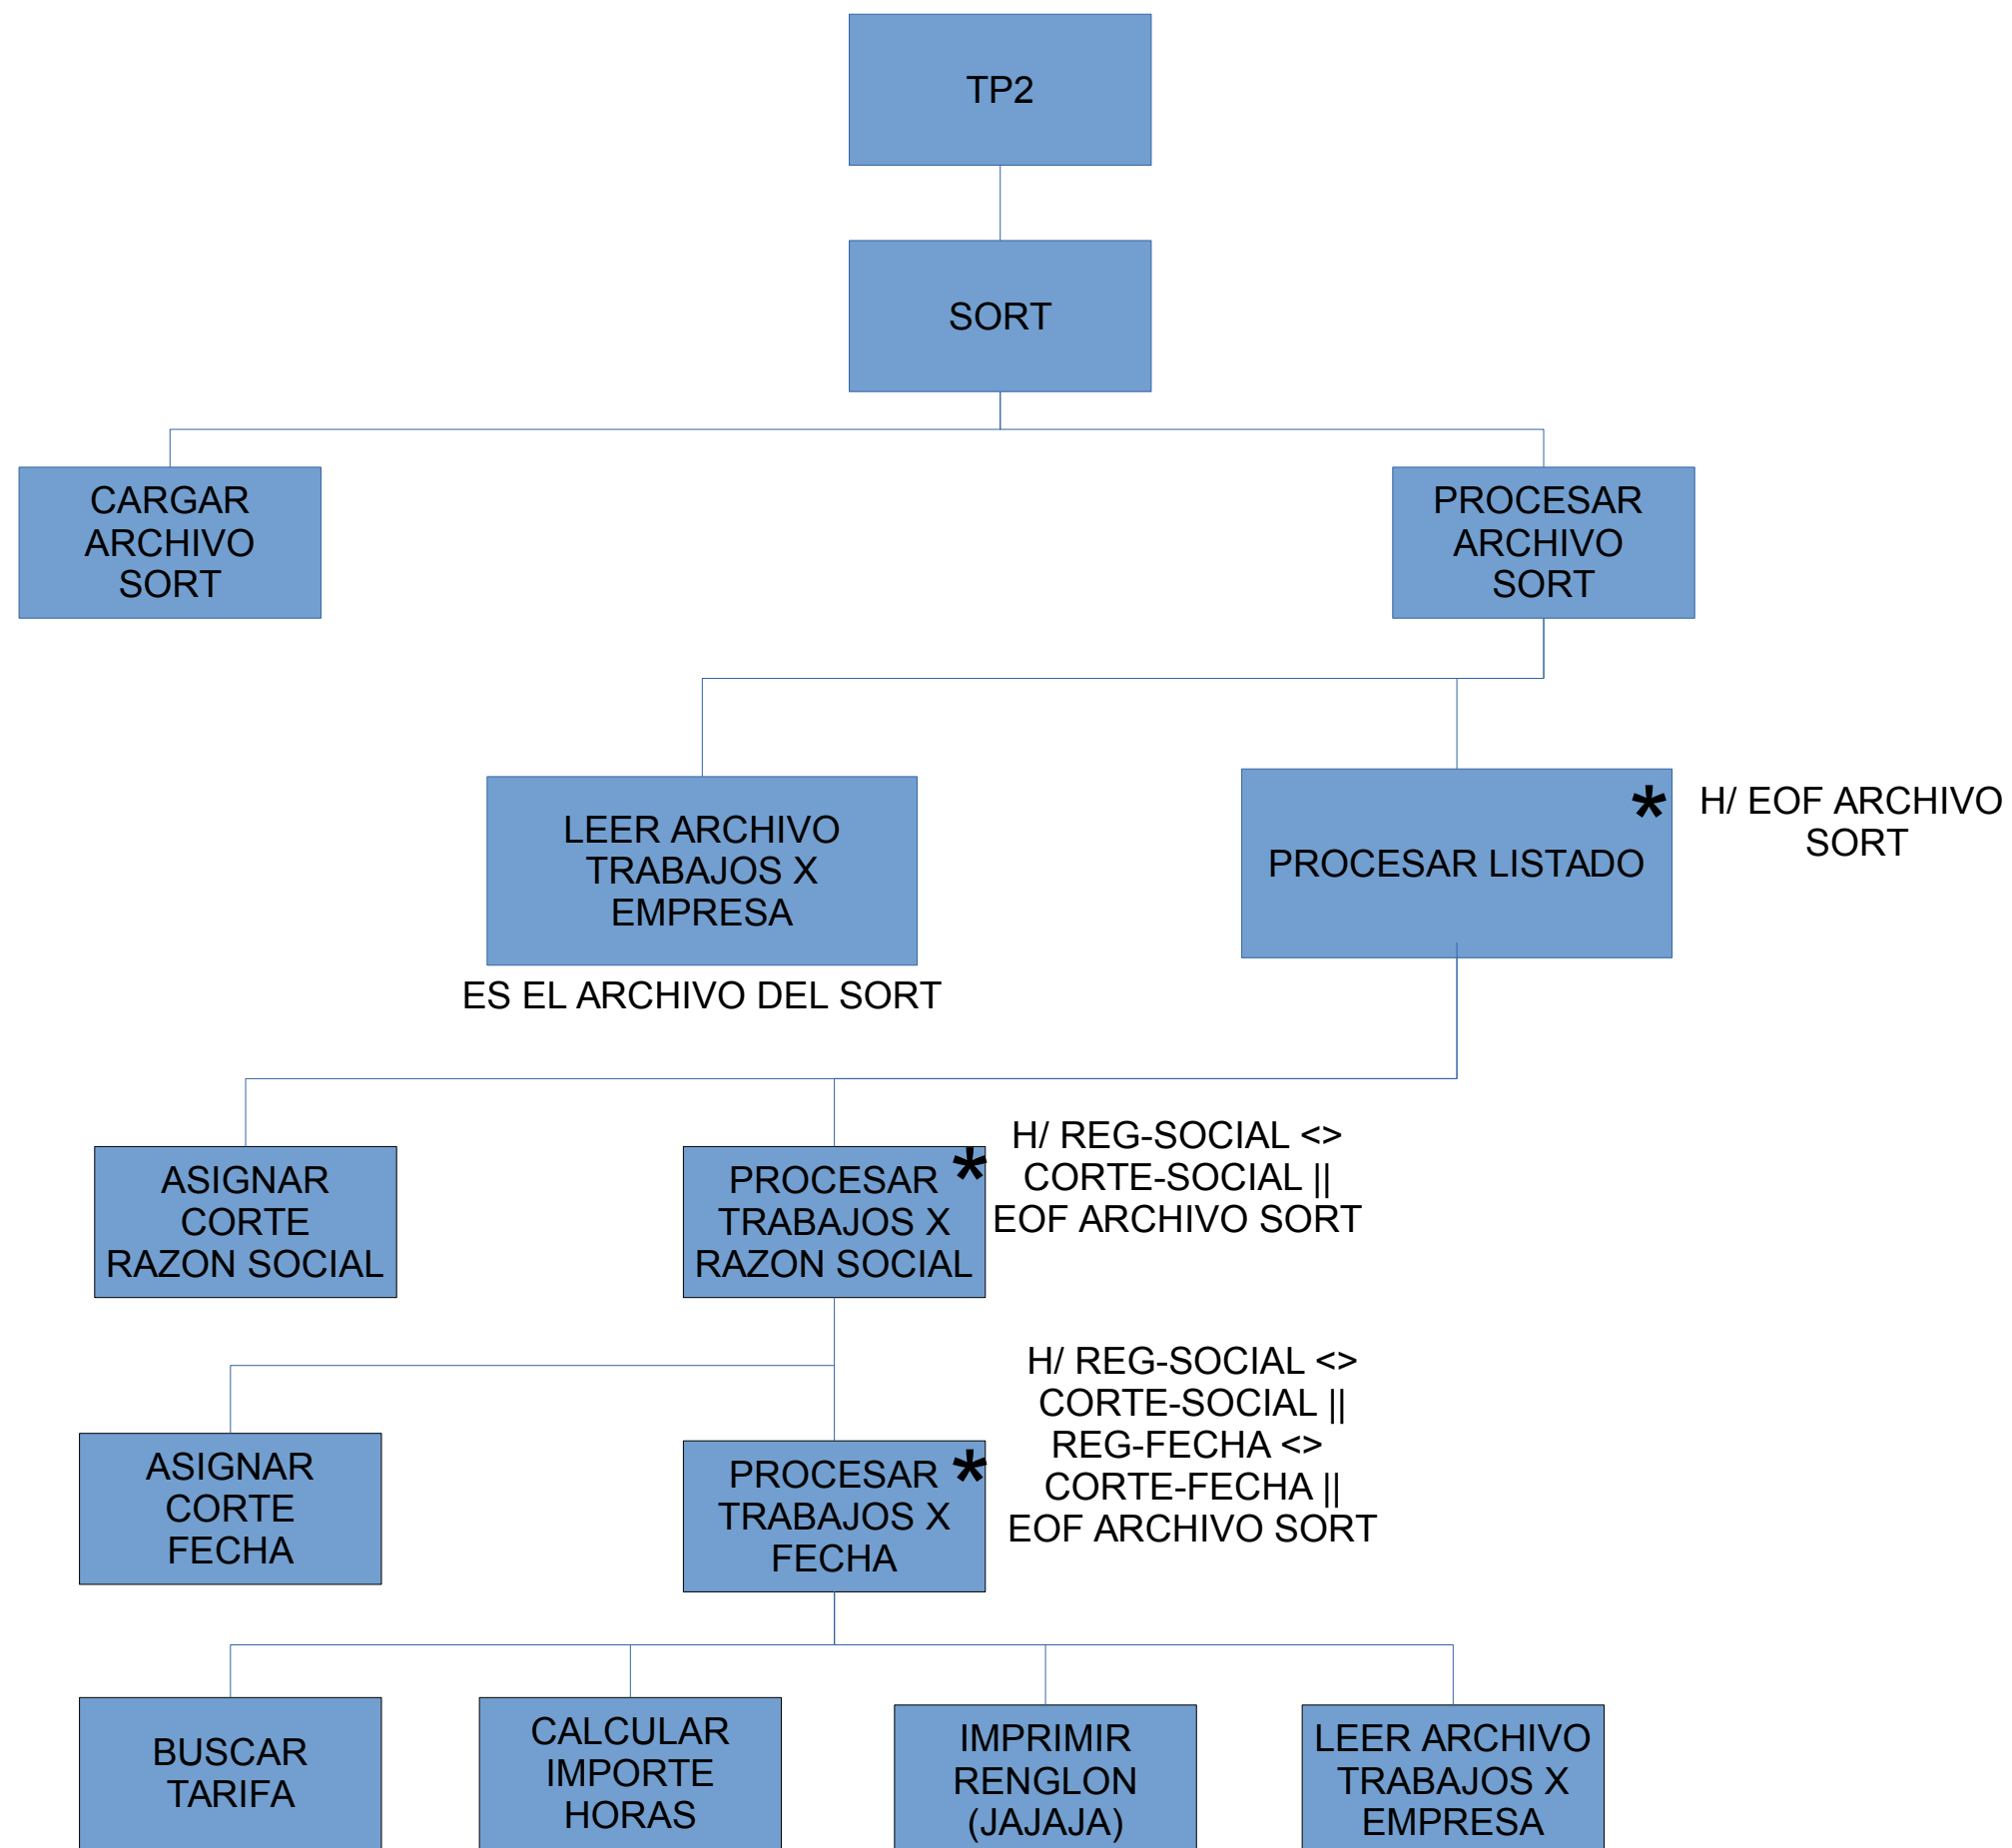 TP2
SORT
CARGAR
ARCHIVO
SORT
PROCESAR
ARCHIVO
SORT
LEER ARCHIVO
TRABAJOS X
EMPRESA
ES EL ARCHIVO DEL SORT
*
PROCESAR LISTADO
H/ EOF ARCHIVO
SORT
ASIGNAR
CORTE
RAZON SOCIAL
PROCESAR
TRABAJOS X
RAZON SOCIAL
*
H/ REG-SOCIAL <>
CORTE-SOCIAL ||
EOF ARCHIVO SORT
ASIGNAR
CORTE
FECHA
PROCESAR
TRABAJOS X
FECHA
*
H/ REG-SOCIAL <>
CORTE-SOCIAL ||
REG-FECHA <>
CORTE-FECHA ||
EOF ARCHIVO SORT
BUSCAR
TARIFA
CALCULAR
IMPORTE
HORAS
IMPRIMIR
RENGLON
(JAJAJA)
LEER ARCHIVO
TRABAJOS X
EMPRESA